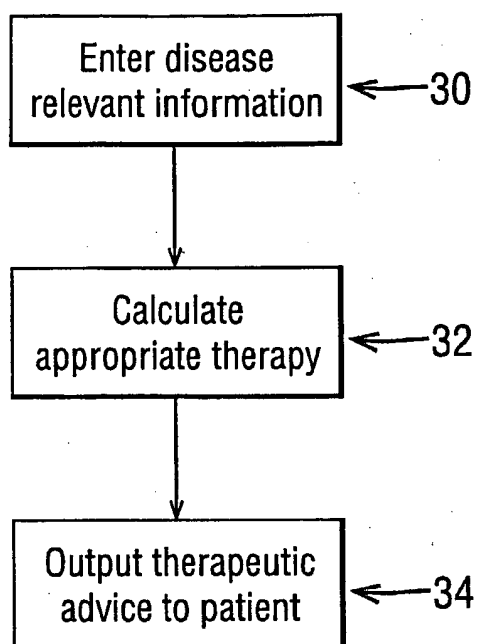 Enter disease
relevant information
30
Calculate
appropriate therapy
32
Output therapeutic
advice to patient
34